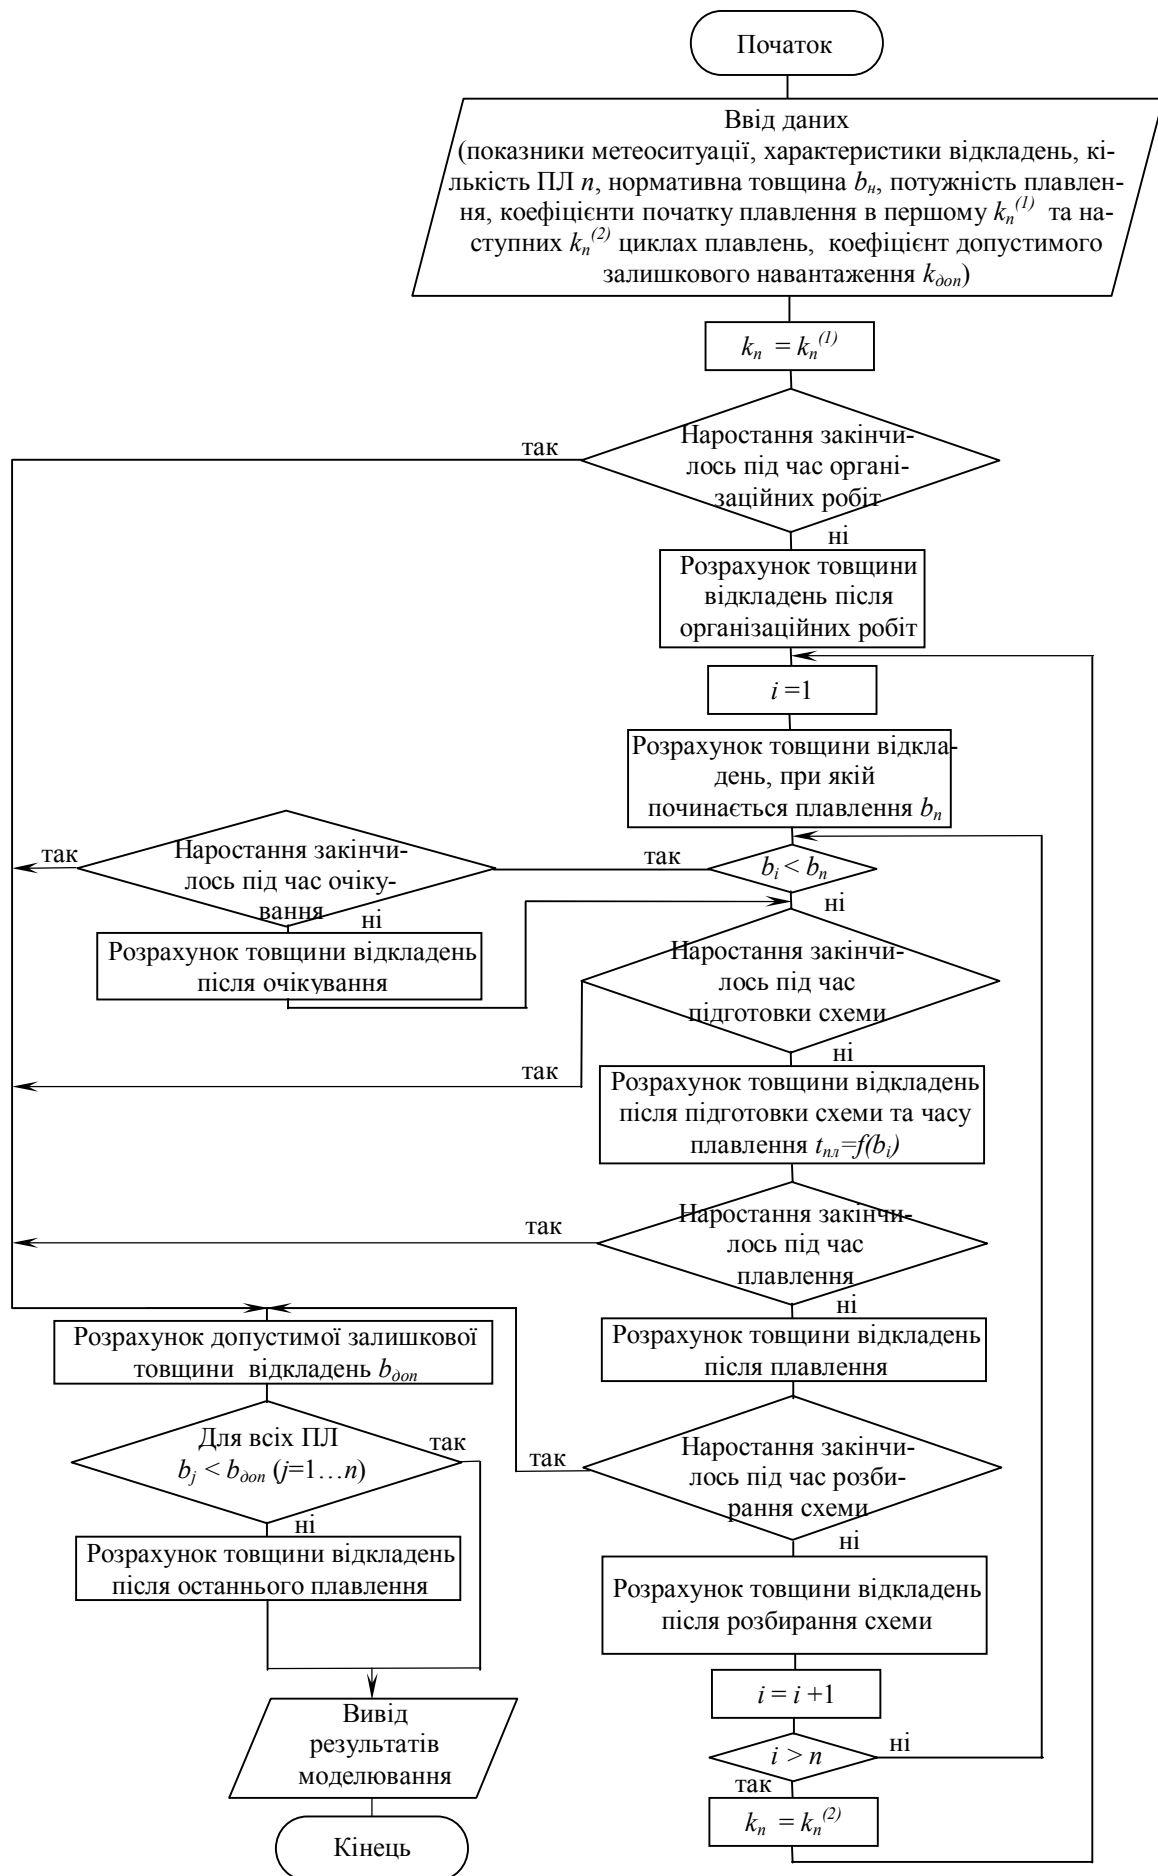 Початок
Ввід даних
(показники метеоситуації, характеристики відкладень, кі-
лькість ПЛ n, нормативна товщина bн, потужність плавлен-
ня, коефіцієнти початку плавлення в першому kп(1) та на-
ступних kп(2) циклах плавлень, коефіцієнт допустимого
залишкового навантаження kдоп)
kп = kп(1)
так
Наростання закінчи-
лось під час органі-
заційних робіт
ні
Розрахунок товщини
відкладень після
організаційних робіт
i =1
Розрахунок товщини відкла-
день, при якій
починається плавлення bп
так
Наростання закінчи-
лось під час очіку-
вання
так
bi < bп
ні
ні
Розрахунок товщини відкладень
після очікування
Наростання закінчи-
лось під час
підготовки схеми
ні
так
Розрахунок товщини відкладень
після підготовки схеми та часу
плавлення tпл=f(bi)
так
Наростання закінчи-
лось під час
плавлення
ні
Розрахунок допустимої залишкової
товщини відкладень bдоп
Розрахунок товщини відкладень
після плавлення
Для всіх ПЛ
bj < bдоп (j=1…n)
так
так
Наростання закінчи-
лось під час розби-
рання схеми
ні
ні
Розрахунок товщини відкладень
після останнього плавлення
Розрахунок товщини відкладень
після розбирання схеми
i = i +1
Вивід
результатів
моделювання
i > n
ні
так
kп = kп(2)
Кінець